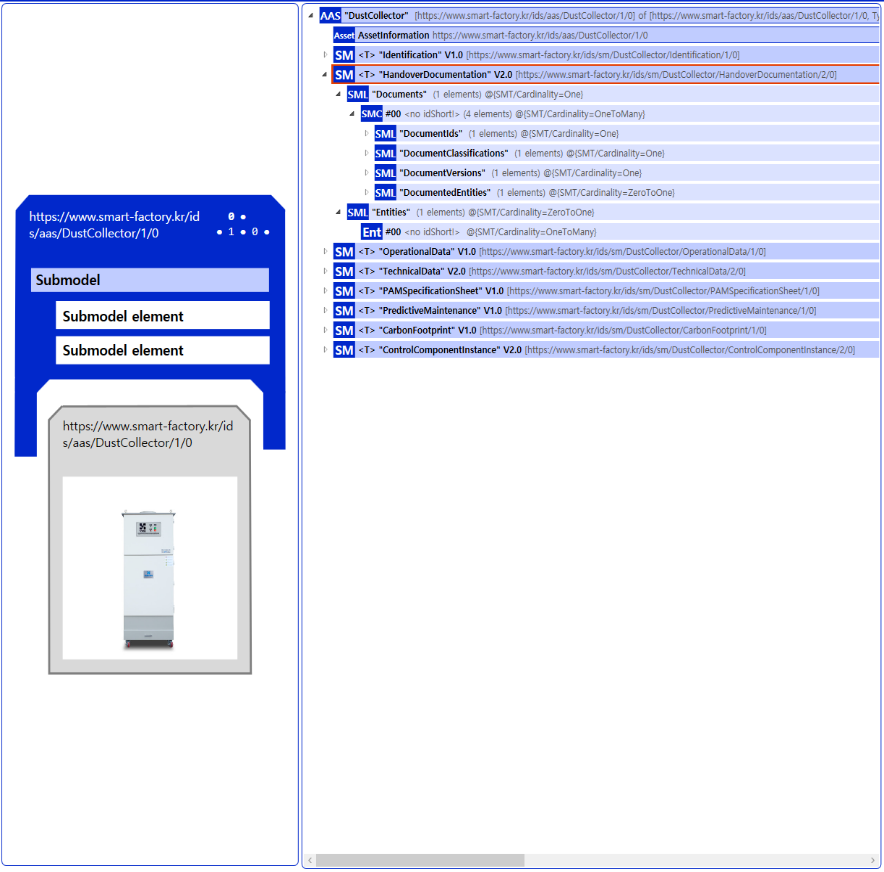 https://www.smart-factory.kr/id
s/aas/DustCollector/1/0
0
1 0
Submodel
Submodel element
Submodel element
https://www.smart-factory.kr/id
s/aas/DustCollector/1/0
AAS "DustCollector" [https://www.smart-factory.kr/ids/aas/DustCollector/1/0] of [https://www.smart-factory.kr/ids/aas/DustCollector/1/0, Ty
Asset AssetInformation https://www.smart-factory.kr/ids/aas/DustCollector/1/0
SM <T> "Identification" V1.0 [https://www.smart-factory.kr/ids/sm/DustCollector/Identification/1/0]
SM <T> "HandoverDocumentation" V2.0 [https://www.smart-factory.kr/ids/sm/DustCollector/HandoverDocumentation/2/0]
SML "Documents" (1 elements) @{SMT/Cardinality=One}
SMC #00 <no idShort!> (4 elements) @{SMT/Cardinality=OneToMany}
SML "DocumentIds" (1 elements) @{SMT/Cardinality=One}
SML "DocumentClassifications" (1 elements) @{SMT/Cardinality=One}
SML "DocumentVersions" (1 elements) @{SMT/Cardinality=One}
SML "DocumentedEntities" (1 elements) @{SMT/Cardinality=ZeroToOne}
SML "Entities" (1 elements) @{SMT/Cardinality=ZeroToOne}
Ent #00 <no idShort!> @{SMT/Cardinality=OneToMany}
SM <T> "OperationalData" V1.0 [https://www.smart-factory.kr/ids/sm/DustCollector/OperationalData/1/0]
SM <T> "TechnicalData" V2.0 [https://www.smart-factory.kr/ids/sm/DustCollector/TechnicalData/2/0]
SM <T> "PAMSpecificationSheet" V1.0 [https://www.smart-factory.kr/ids/sm/DustCollector/PAMSpecificationSheet/1/0]
SM <T> "PredictiveMaintenance" V1.0 [https://www.smart-factory.kr/ids/sm/DustCollector/PredictiveMaintenance/1/0]
SM <T> "CarbonFootprint" V1.0 [https://www.smart-factory.kr/ids/sm/DustCollector/CarbonFootprint/1/0]
SM <T> "ControlComponentInstance" V2.0 [https://www.smart-factory.kr/ids/sm/DustCollector/ControlComponentInstance/2/0]